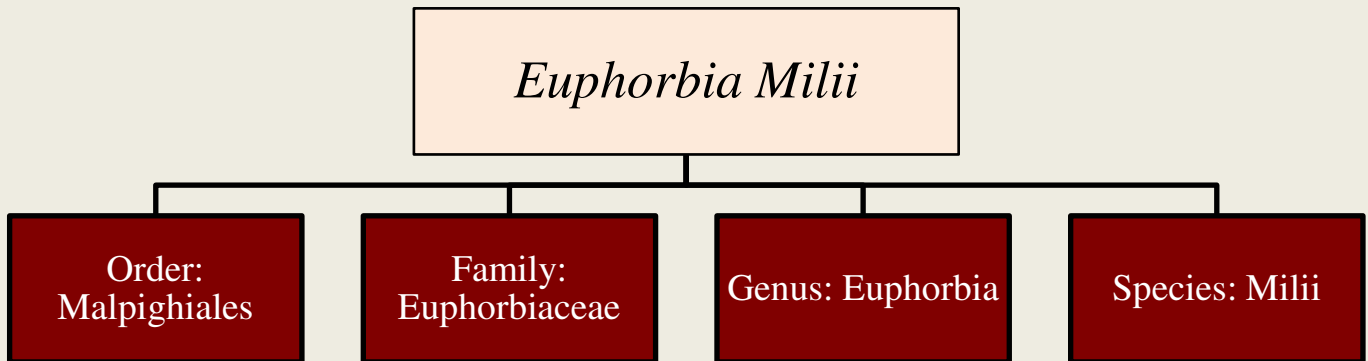 Euphorbia Milii
Order:
Malpighiales
Family:
Euphorbiaceae
Genus: Euphorbia
Species: Milii